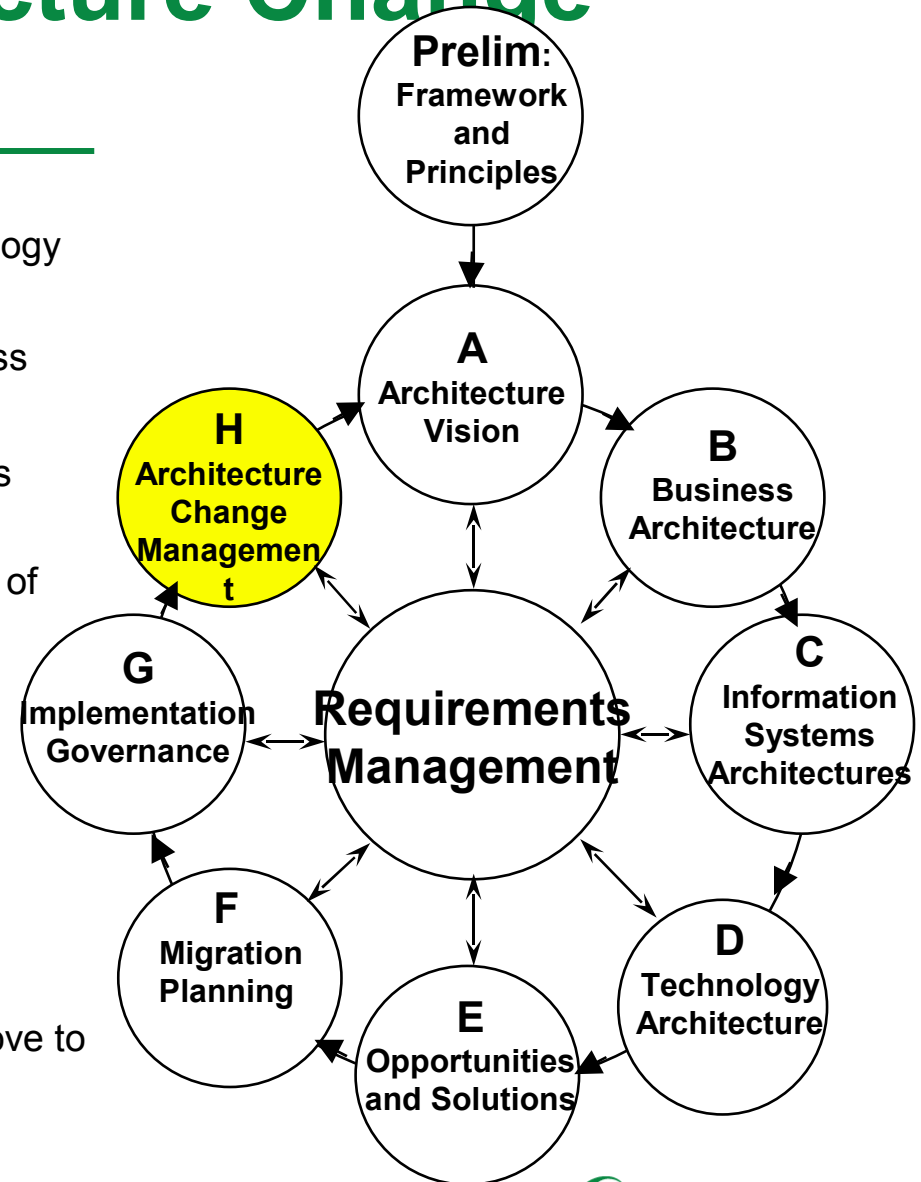 cture Change
ogy
ss
s
of
ove to
Prelim:
Framework
and
Principles
A
Architecture
Vision
B
Business
Architecture
C
Information
Systems
Architectures
D
Technology
Architecture
E
Opportunities
and Solutions
F
Migration
Planning
G
Implementation
Governance
H
Architecture
Change
Managemen
t
Requirements
Management